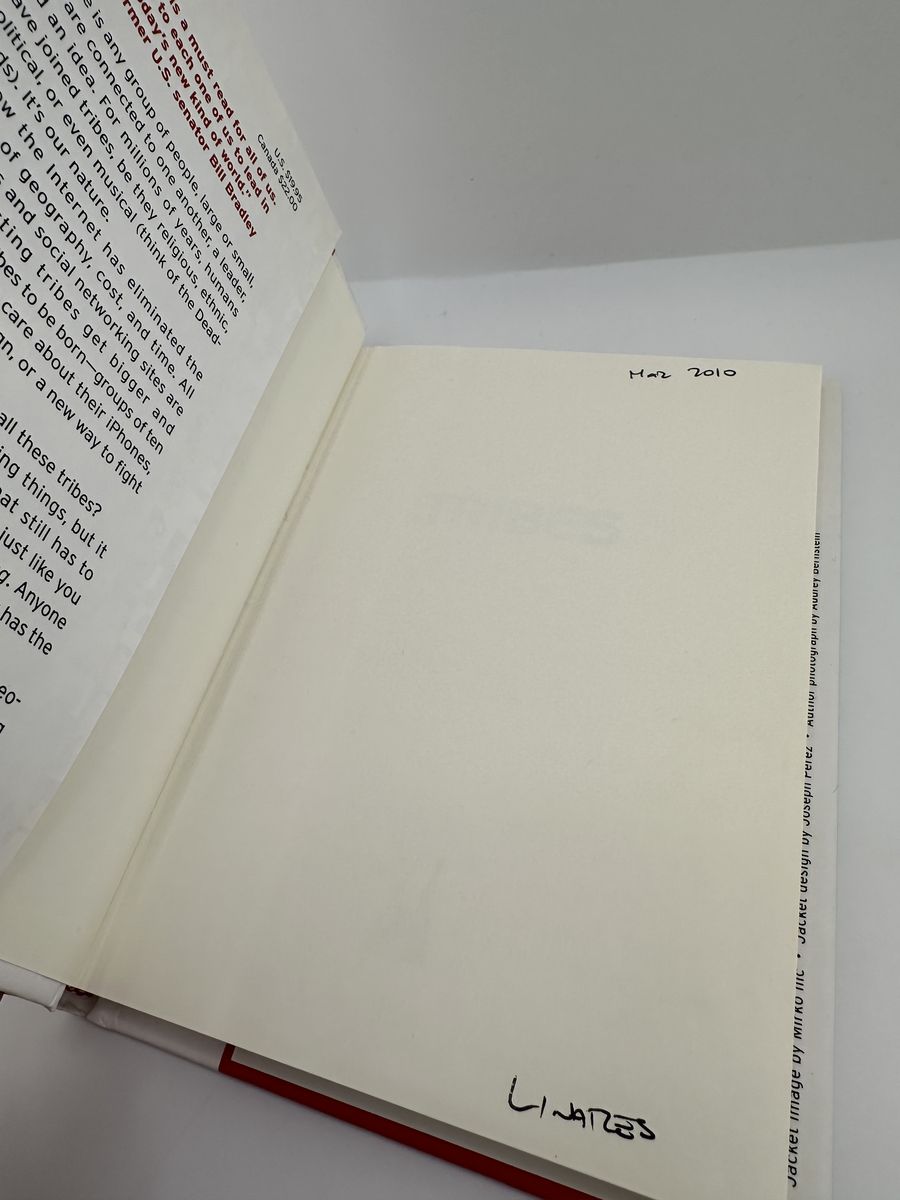 U.S. $19.95
Canada $22.00
is a must read for all of us.
to each one of us to lead in
day's new kind of world."
rmer U.S. senator Bill Bradley
e is any group of people, large or small,
are connected to one another, a leader,
d an idea. For millions of years, humans
ave joined tribes, be they religious, ethnic,
olitical, or even musical (think of the Dead-
ds). It's our nature.
ow the Internet has eliminated the
of geography, cost, and time. All
s and social networking sites are
sting tribes get bigger and
bes to be born—groups of ten
care about their iPhones,
gn, or a new way to fight
all these tribes?
ing things, but it
at still has to
just like you
g. Anyone
has the
eo-
g
Mar 2010
LINARES
Jacket image by Mirko Ilic • Jacket design by Joseph Perez • Author photograph by Audrey Bernstein